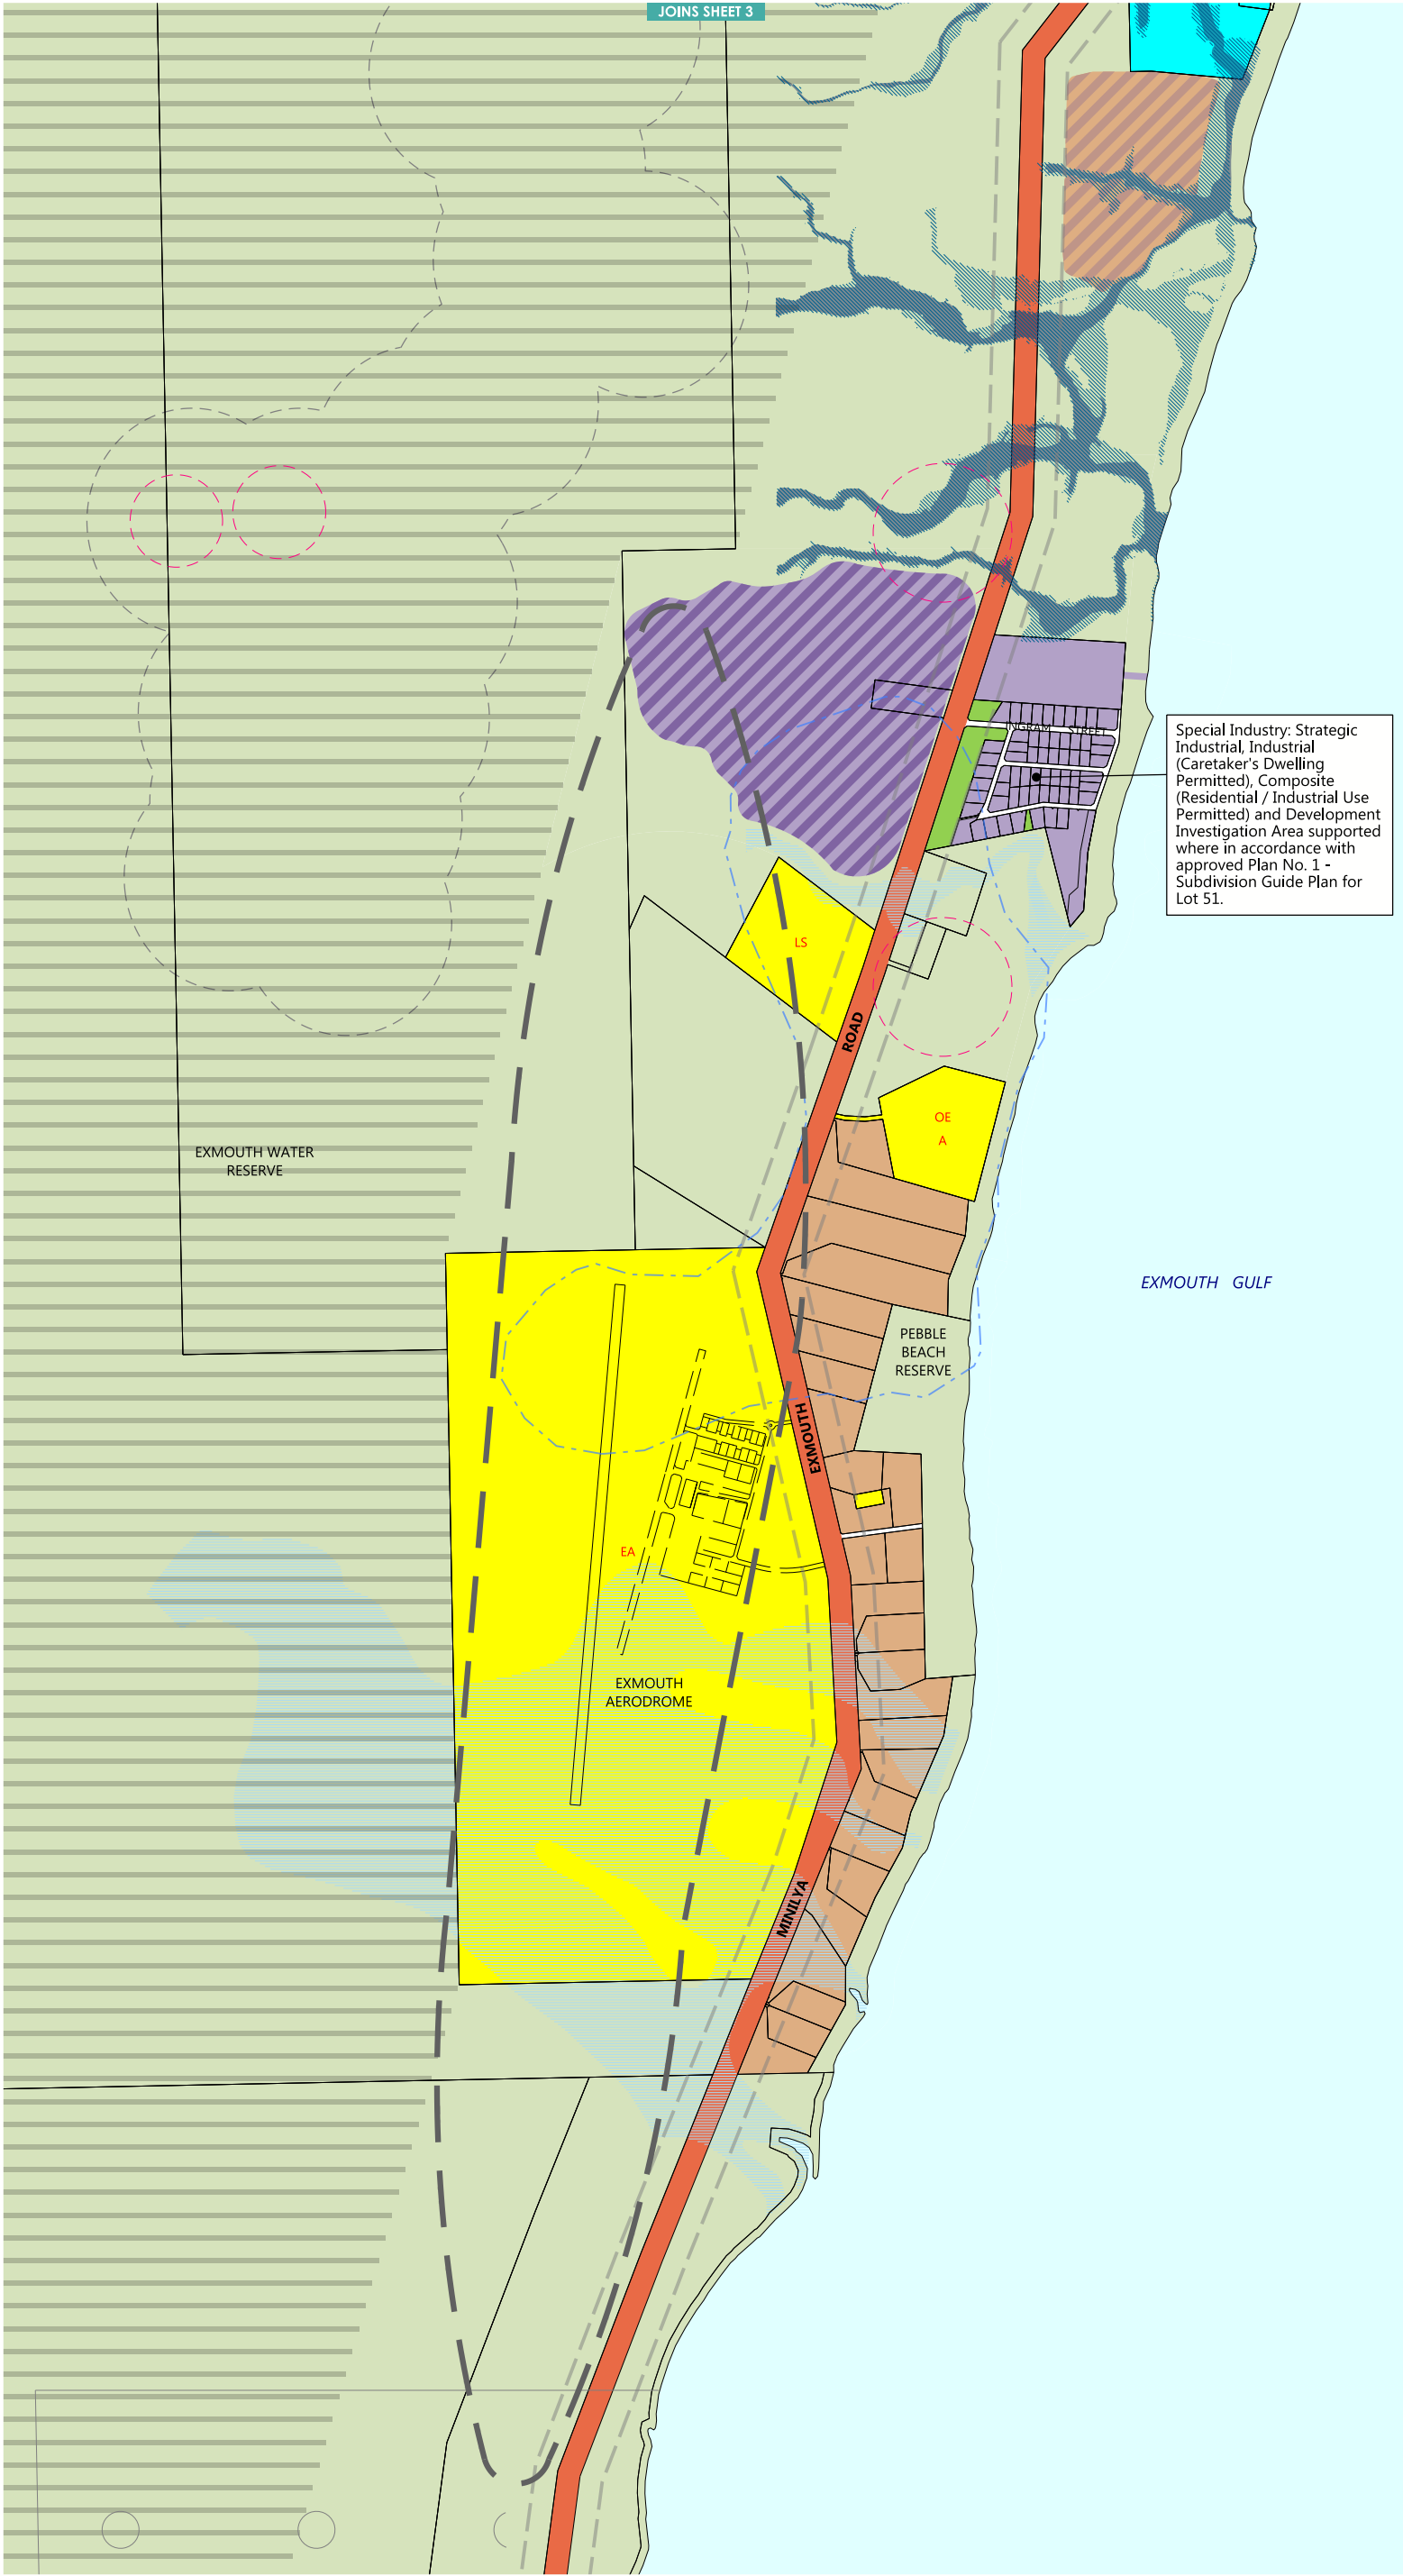 JOINS SHEET 3
INGRAM STREET
Special Industry: Strategic
Industrial, Industrial
(Caretaker's Dwelling
Permitted), Composite
(Residential / Industrial Use
Permitted) and Development
Investigation Area supported
where in accordance with
approved Plan No. 1 -
Subdivision Guide Plan for
Lot 51.
LS
ROAD
OE
A
EXMOUTH WATER
RESERVE
EXMOUTH GULF
PEBBLE
BEACH
RESERVE
EXMOUTH
EA
EXMOUTH
AERODROME
MINILYA